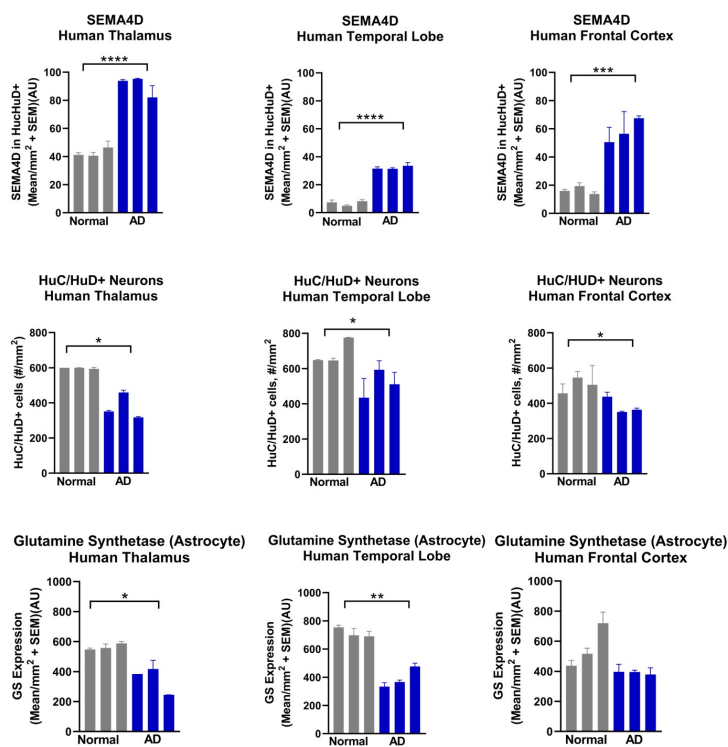 SEMA4D
Human Thalamus
SEMA4D in HucHuD+
(Mean/mm² + SEM)(AU)
100
80
60
40
20
0
****
Normal AD
SEMA4D
Human Temporal Lobe
SEMA4D in HucHuD+
(Mean/mm² + SEM)(AU)
100
80
60
40
20
0
****
Normal AD
SEMA4D
Human Frontal Cortex
SEMA4D in HucHuD+
(Mean/mm² + SEM)(AU)
100
80
60
40
20
0
***
Normal AD
HuC/HuD+ Neurons
Human Thalamus
HuC/HuD+ cells (#/mm²)
800
600
400
200
0
*
Normal AD
HuC/HuD+ Neurons
Human Temporal Lobe
HuC/HuD+ cells, #/mm²
800
600
400
200
0
*
Normal AD
HuC/HUD+ Neurons
Human Frontal Cortex
HuC/HuD+ cells, #/mm²
800
600
400
200
0
*
Normal AD
Glutamine Synthetase (Astrocyte)
Human Thalamus
GS Expression
(Mean/mm² + SEM)(AU)
1000
800
600
400
200
0
*
Normal AD
Glutamine Synthetase (Astrocyte)
Human Temporal Lobe
GS Expression
(Mean/mm² + SEM)(AU)
1000
800
600
400
200
0
**
Normal AD
Glutamine Synthetase (Astrocyte)
Human Frontal Cortex
GS Expression
(Mean/mm² + SEM)(AU)
1000
800
600
400
200
0
Normal AD